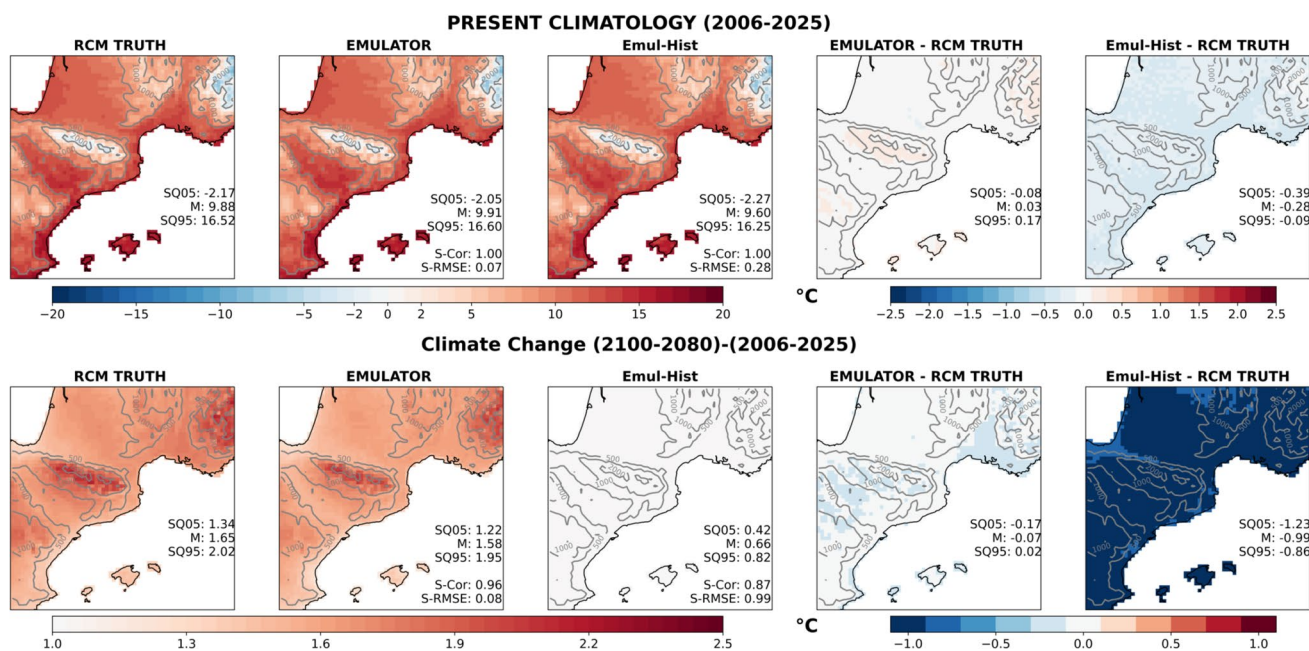 PRESENT CLIMATOLOGY (2006-2025)
RCM TRUTH
EMULATOR
Emul-Hist
EMULATOR - RCM TRUTH
Emul-Hist - RCM TRUTH
SQ05: -2.17
M: 9.88
SQ95: 16.52
SQ05: -2.05
M: 9.91
SQ95: 16.60
S-Cor: 1.00
S-RMSE: 0.07
SQ05: -2.27
M: 9.60
SQ95: 16.25
S-Cor: 1.00
S-RMSE: 0.28
SQ05: -0.08
M: 0.03
SQ95: 0.17
SQ05: -0.39
M: -0.28
SQ95: -0.09
−20 −15 −10 −5 −2 0 2 5 10 15 20
°C
−2.5 −2.0 −1.5 −1.0 −0.5 0.0 0.5 1.0 1.5 2.0 2.5
Climate Change (2100-2080)-(2006-2025)
RCM TRUTH
EMULATOR
Emul-Hist
EMULATOR - RCM TRUTH
Emul-Hist - RCM TRUTH
SQ05: 1.34
M: 1.65
SQ95: 2.02
SQ05: 1.22
M: 1.58
SQ95: 1.95
S-Cor: 0.96
S-RMSE: 0.08
SQ05: 0.42
M: 0.66
SQ95: 0.82
S-Cor: 0.87
S-RMSE: 0.99
SQ05: -0.17
M: -0.07
SQ95: 0.02
SQ05: -1.23
M: -0.99
SQ95: -0.86
1.0 1.3 1.6 1.9 2.2 2.5
°C
−1.0 −0.5 0.0 0.5 1.0